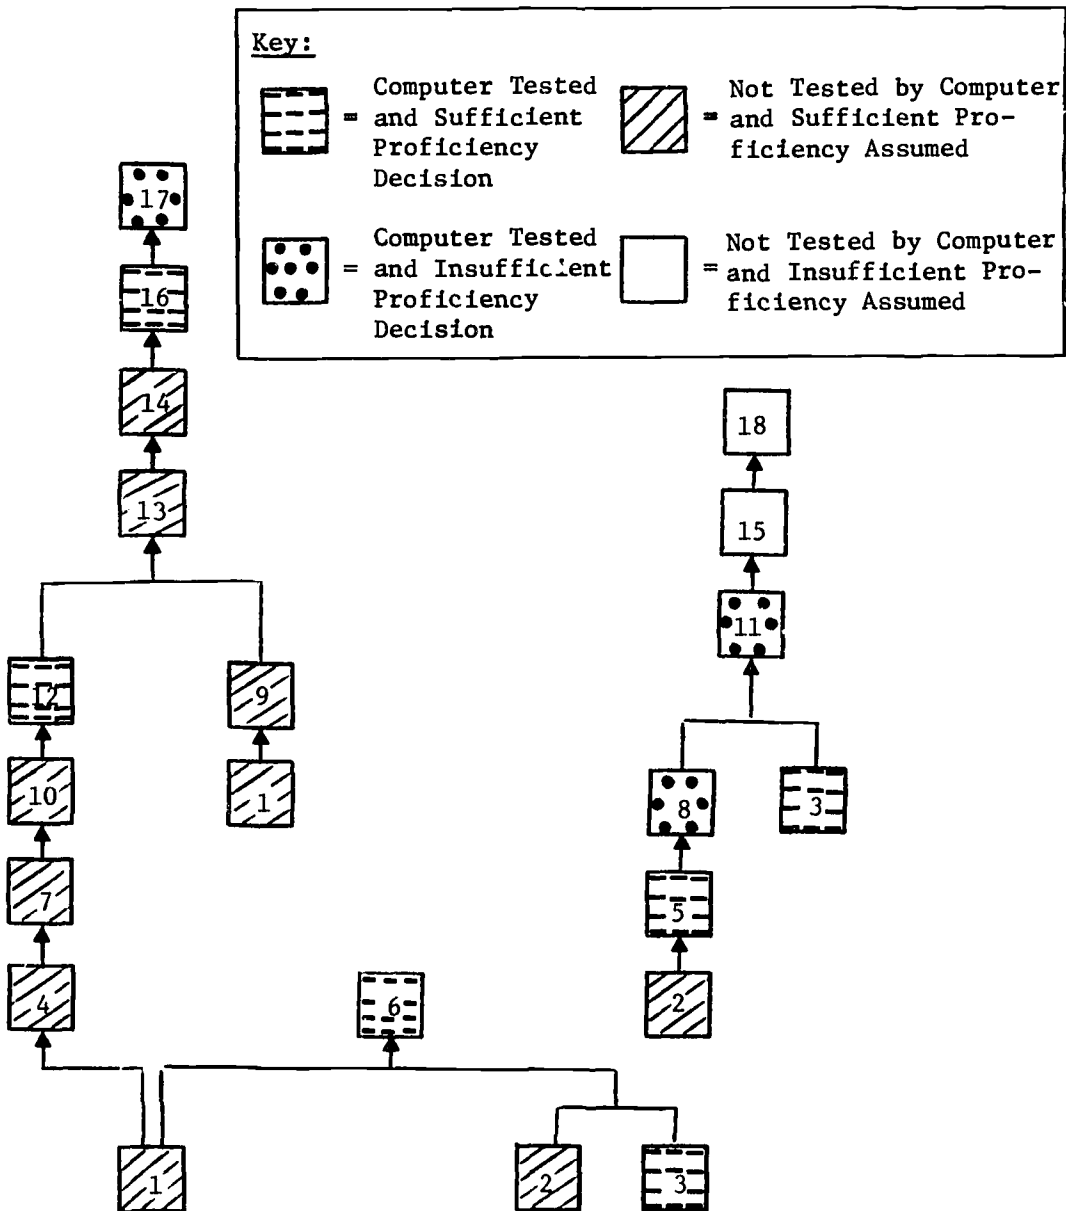 Key:
= Computer Tested
and Sufficient
Proficiency
Decision
= Not Tested by Computer
and Sufficient Pro-
ficiency Assumed
= Computer Tested
and Insufficient
Proficiency
Decision
= Not Tested by Computer
and Insufficient Pro-
ficiency Assumed
17
16
14
18
13
15
11
12
9
10
1
8
3
7
5
4
6
2
1
2
3